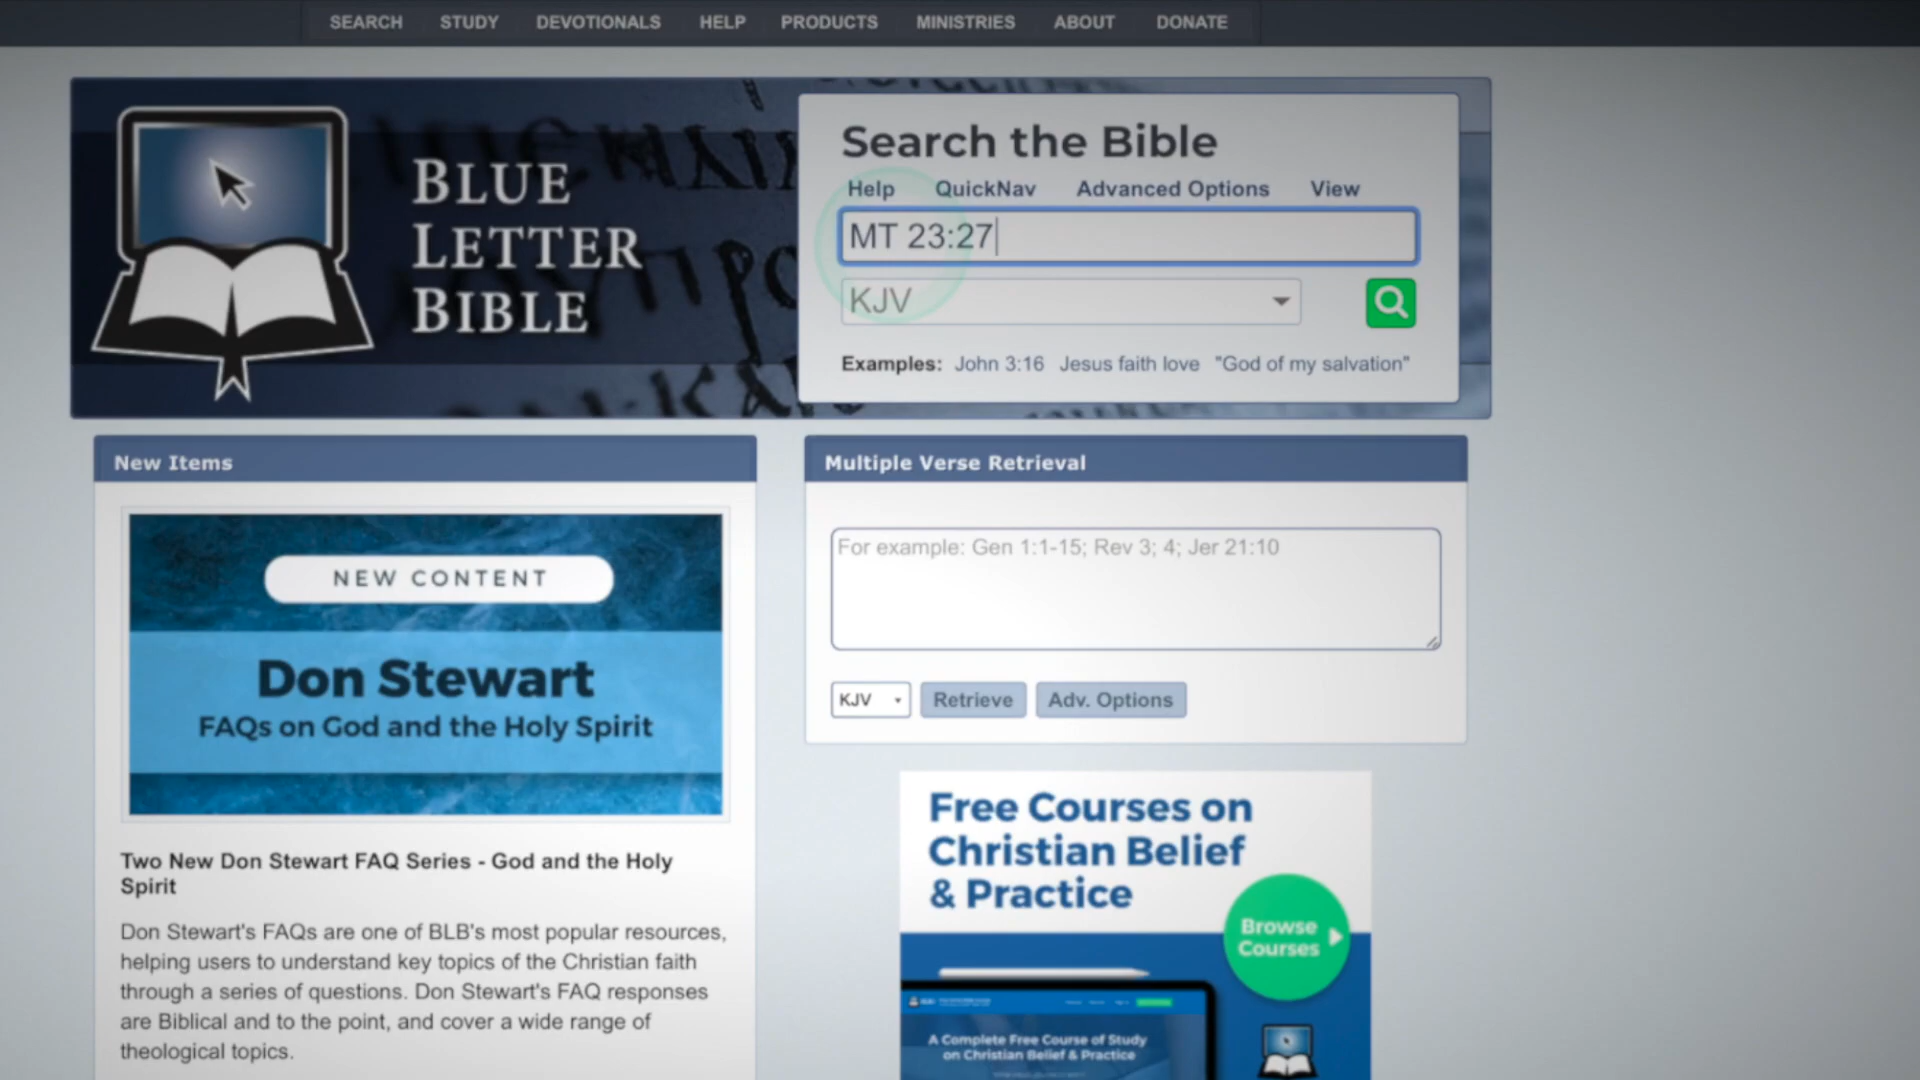 SEARCH STUDY DEVOTIONALS HELP PRODUCTS MINISTRIES ABOUT DONATE
BLUE
LETTER
BIBLE
Search the Bible
Help QuickNav Advanced Options View
MT 23:27
KJV
Examples: John 3:16 Jesus faith love "God of my salvation"
New Items
NEW CONTENT
Don Stewart
FAQs on God and the Holy Spirit
Two New Don Stewart FAQ Series - God and the Holy
Spirit
Don Stewart's FAQs are one of BLB's most popular resources,
helping users to understand key topics of the Christian faith
through a series of questions. Don Stewart's FAQ responses
are Biblical and to the point, and cover a wide range of
theological topics.
Multiple Verse Retrieval
For example: Gen 1:1-15; Rev 3; 4; Jer 21:10
KJV Retrieve Adv. Options
Free Courses on
Christian Belief
& Practice
Browse
Courses
A Complete Free Course of Study
on Christian Belief & Practice